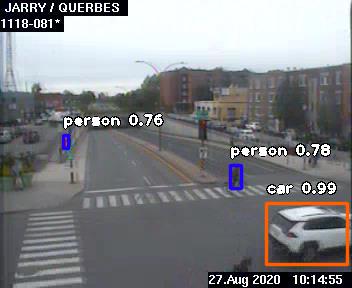 JARRY / QUERBES
1118-081*
person 0.76
person 0.78
car 0.99
27.Aug 2020 10:14:55